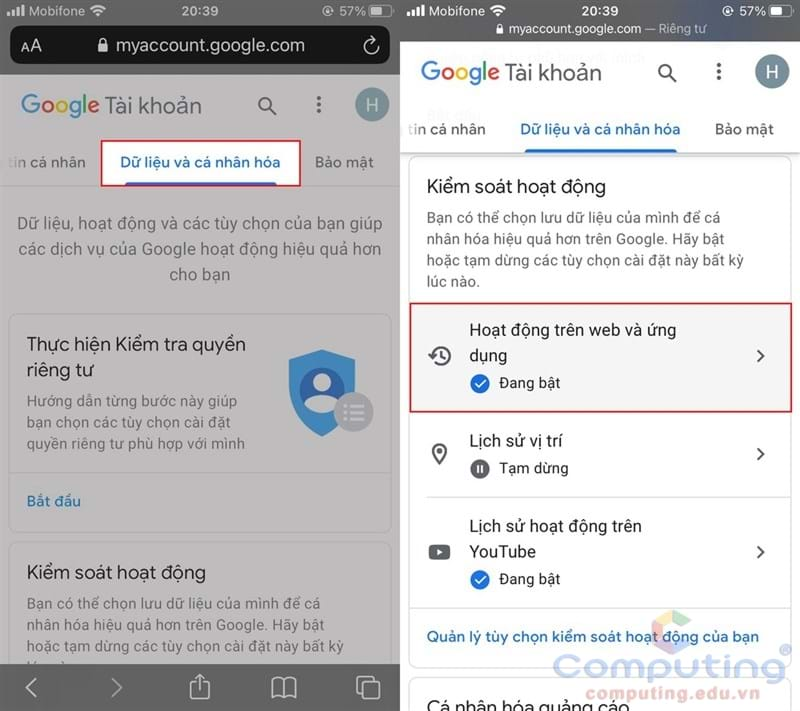 Mobifone 20:39 57%
AA myaccount.google.com
Google Tài khoản H
tin cá nhân Dữ liệu và cá nhân hóa Bảo mật
Dữ liệu, hoạt động và các tùy chọn của bạn giúp
các dịch vụ của Google hoạt động hiệu quả hơn
cho bạn
Thực hiện Kiểm tra quyền
riêng tư
Hướng dẫn từng bước này giúp
bạn chọn các tùy chọn cài đặt
quyền riêng tư phù hợp với mình
Bắt đầu
Kiểm soát hoạt động
Bạn có thể chọn lưu dữ liệu của mình để cá
nhân hóa hiệu quả hơn trên Google. Hãy bật
hoặc tạm dừng các tùy chọn cài đặt này bất kỳ
lúc nào.
Mobifone 20:39 57%
myaccount.google.com — Riêng tư
Google Tài khoản H
tin cá nhân Dữ liệu và cá nhân hóa Bảo mật
Kiểm soát hoạt động
Bạn có thể chọn lưu dữ liệu của mình để cá
nhân hóa hiệu quả hơn trên Google. Hãy bật
hoặc tạm dừng các tùy chọn cài đặt này bất kỳ
lúc nào.
Hoạt động trên web và ứng
dụng
Đang bật
Lịch sử vị trí
Tạm dừng
Lịch sử hoạt động trên
YouTube
Đang bật
Quản lý tùy chọn kiểm soát hoạt động của bạn
Computing®
computing.edu.vn
Cá nhân hóa quảng cáo